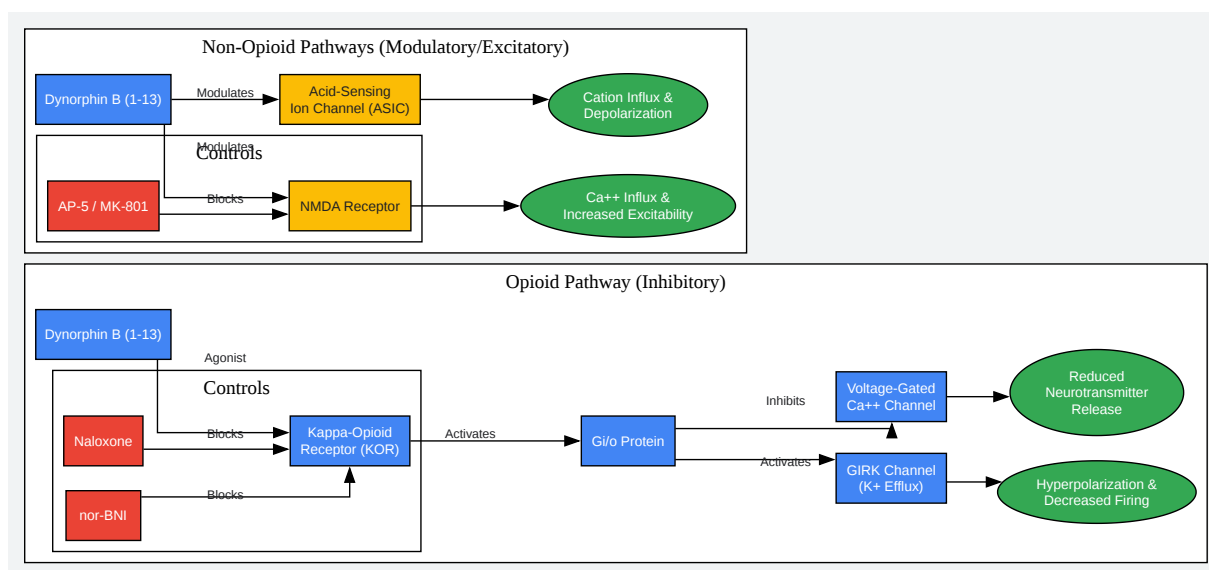 Non-Opioid Pathways (Modulatory/Excitatory)
Dynorphin B (1-13)
Modulates
Acid-Sensing
Ion Channel (ASIC)
Cation Influx &
Depolarization
Modulates
Controls
AP-5 / MK-801
Blocks
NMDA Receptor
Ca++ Influx &
Increased Excitability
Opioid Pathway (Inhibitory)
Dynorphin B (1-13)
Agonist
Controls
Naloxone
Blocks
Kappa-Opioid
Receptor (KOR)
Activates
Gi/o Protein
Inhibits
Voltage-Gated
Ca++ Channel
Reduced
Neurotransmitter
Release
nor-BNI
Blocks
Activates
GIRK Channel
(K+ Efflux)
Hyperpolarization &
Decreased Firing